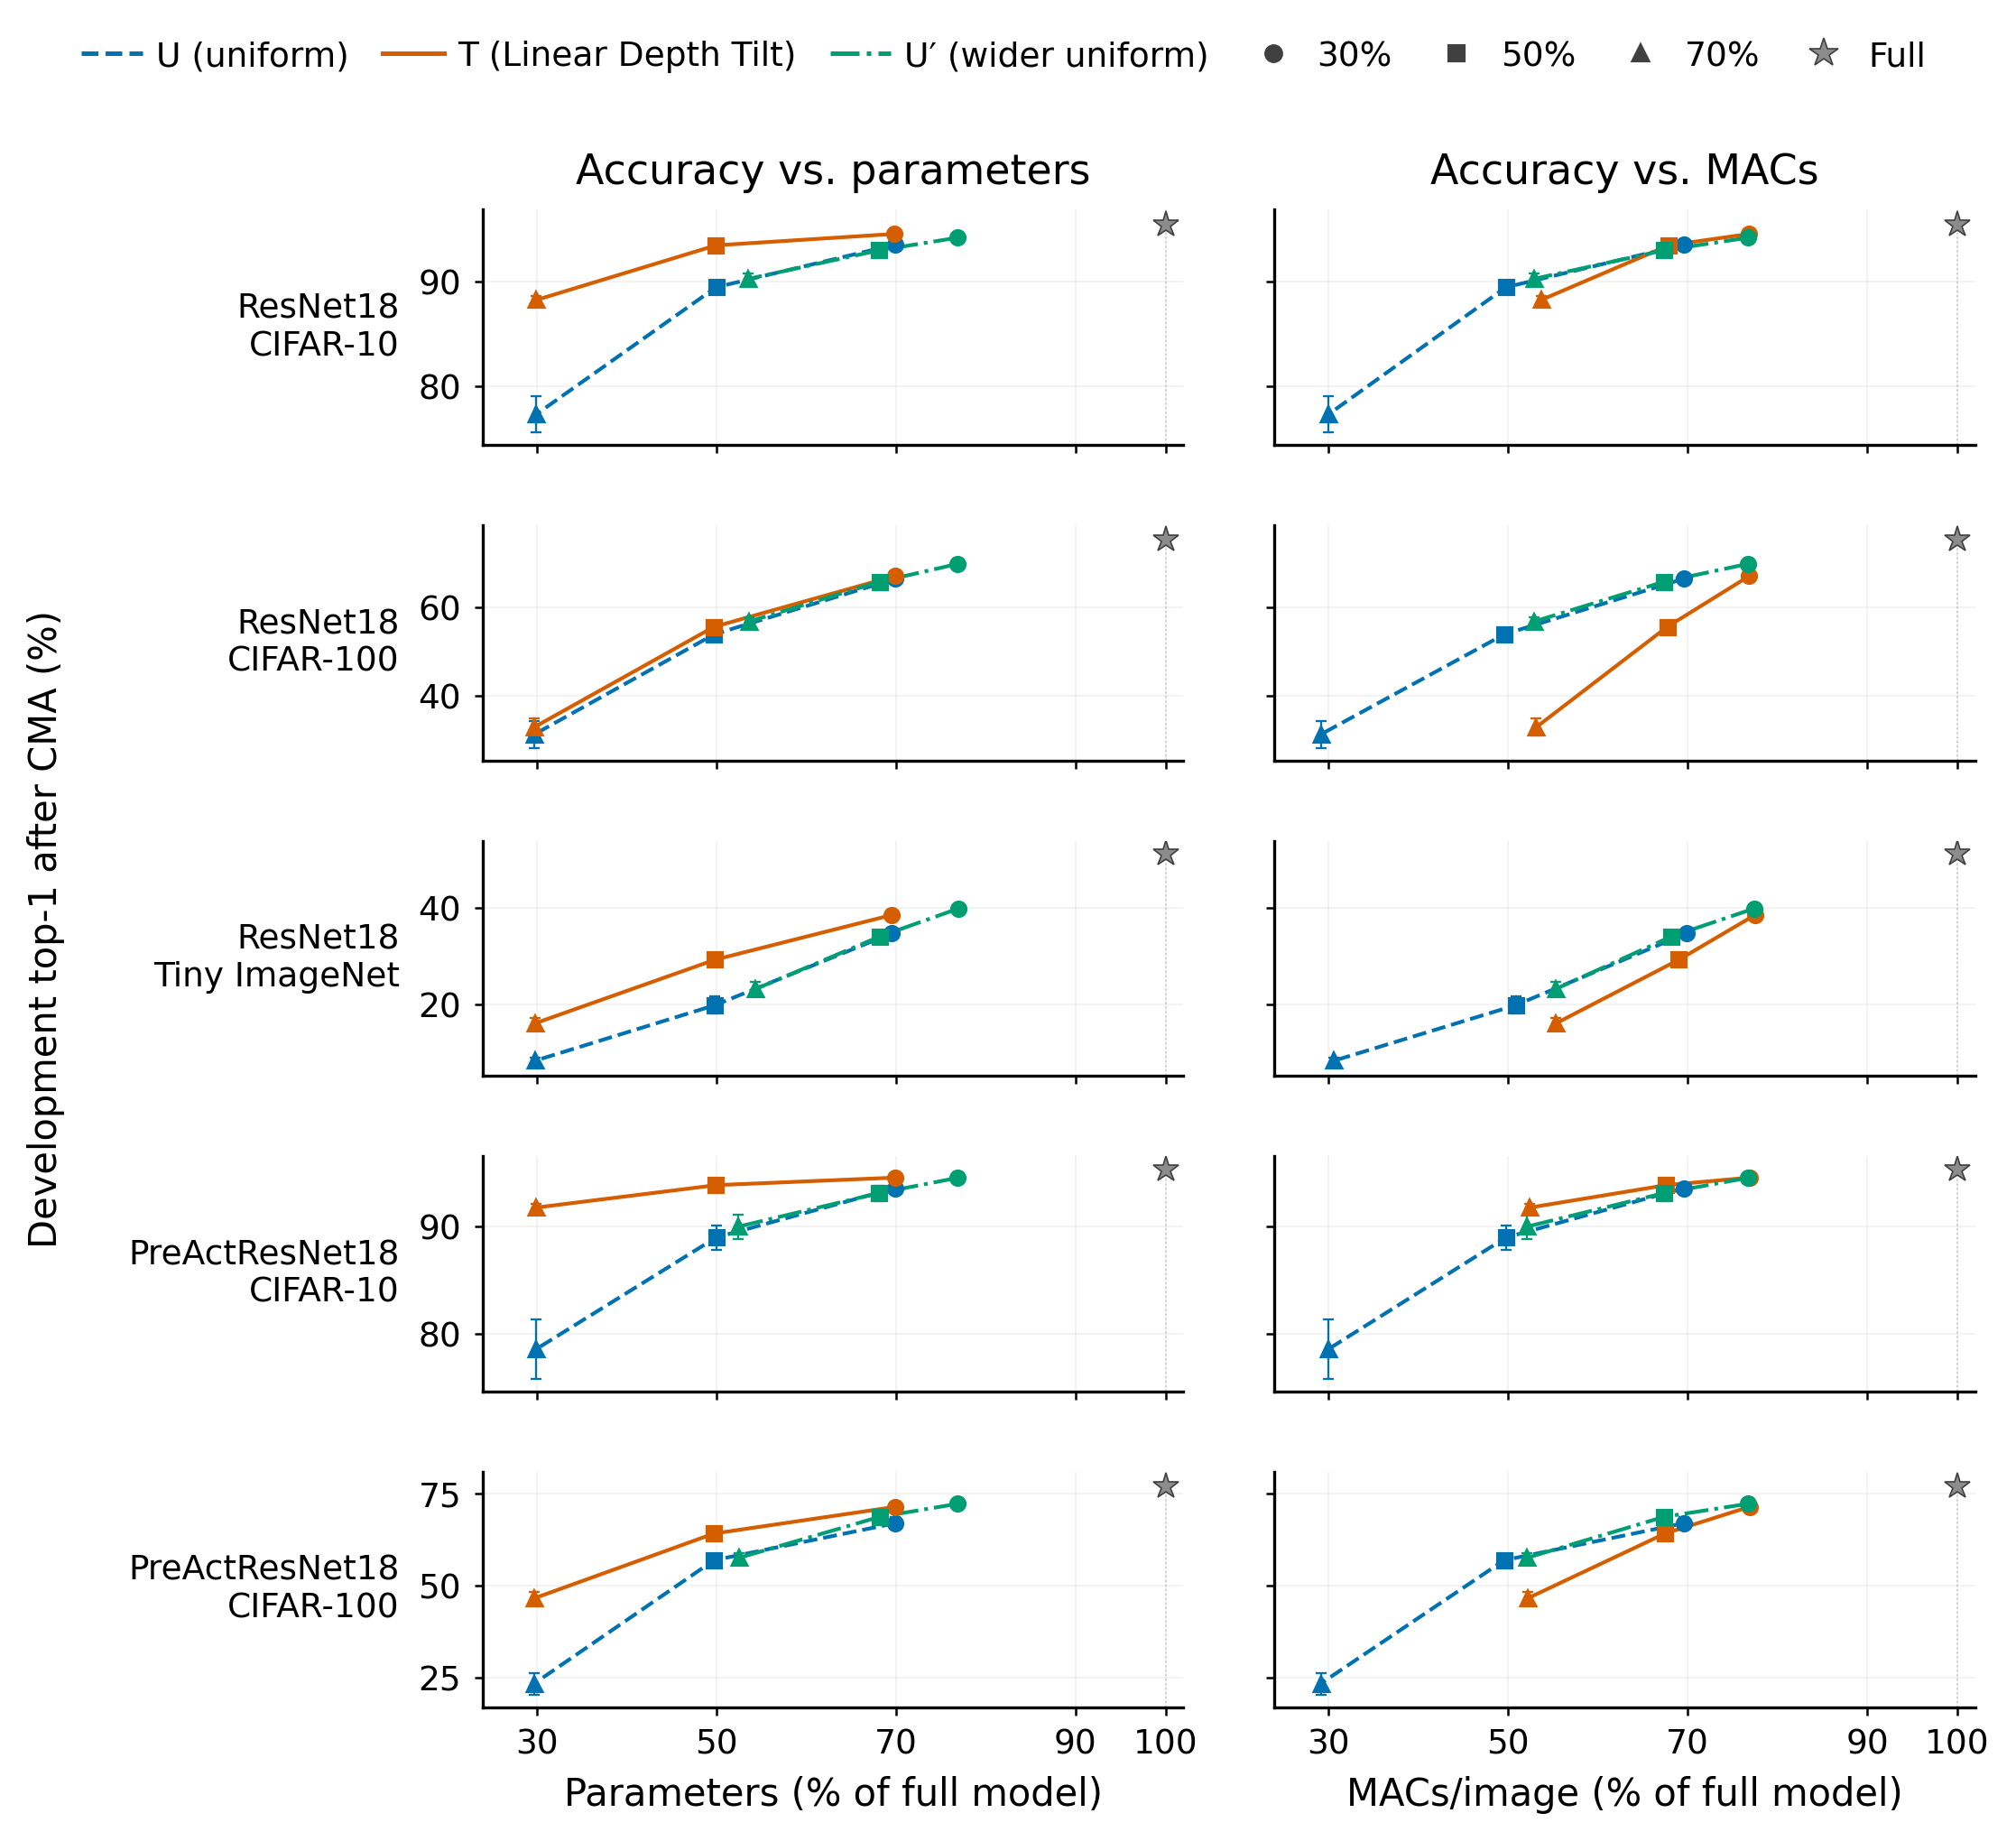 U (uniform) T (Linear Depth Tilt) U′ (wider uniform) 30% 50% 70% Full
Accuracy vs. parameters
Accuracy vs. MACs
Development top-1 after CMA (%)
ResNet18
CIFAR-10
90
80
ResNet18
CIFAR-100
60
40
ResNet18
Tiny ImageNet
40
20
PreActResNet18
CIFAR-10
90
80
PreActResNet18
CIFAR-100
75
50
25
30 50 70 90 100
30 50 70 90 100
Parameters (% of full model)
MACs/image (% of full model)